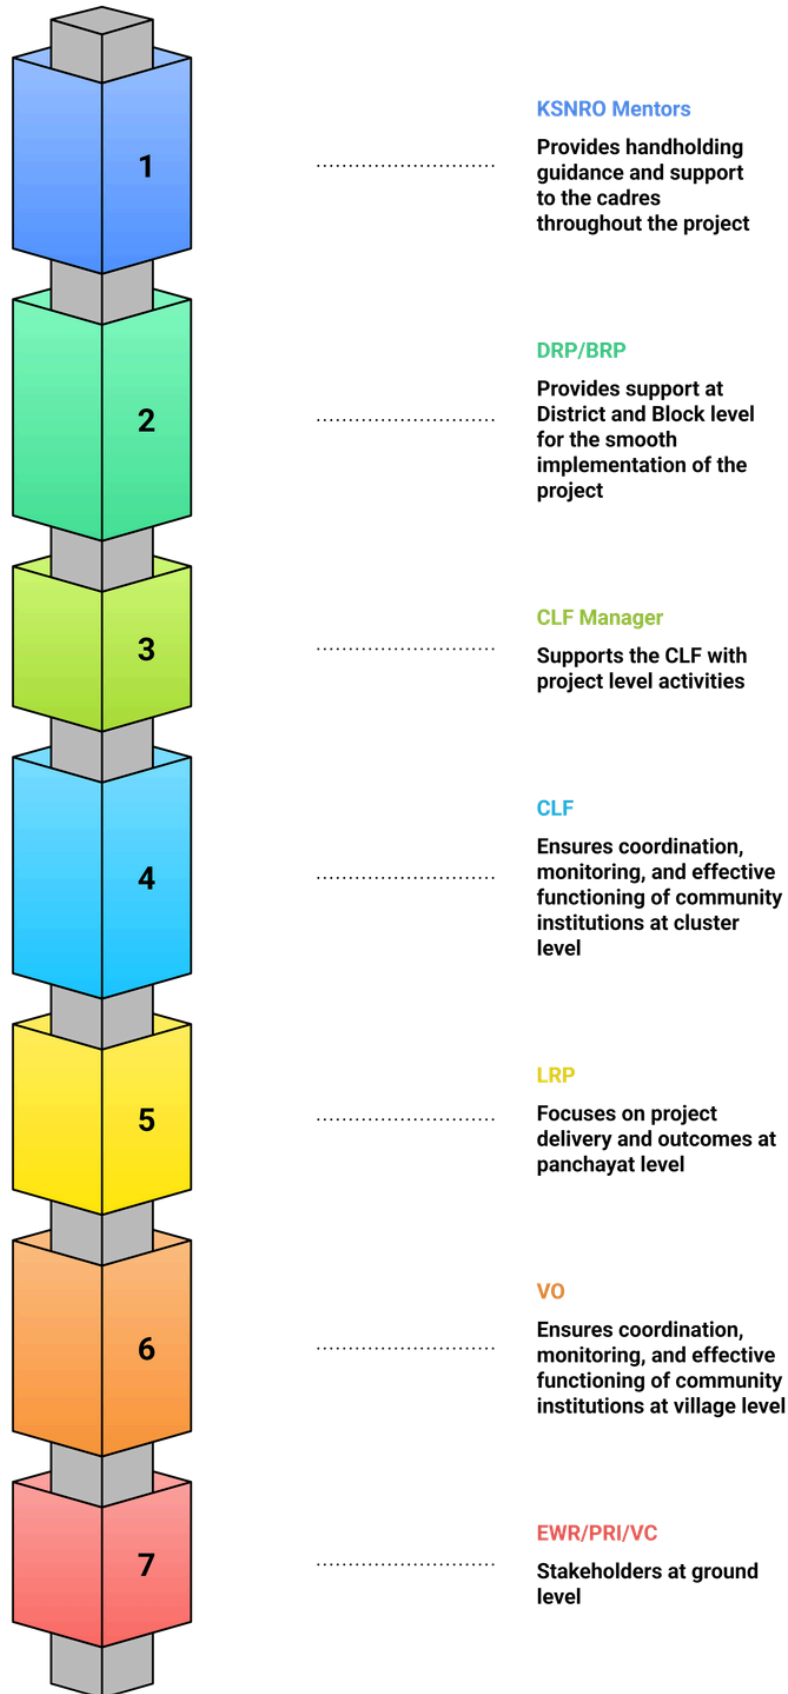 1
KSNRO Mentors
Provides handholding
guidance and support
to the cadres
throughout the project
2
DRP/BRP
Provides support at
District and Block level
for the smooth
implementation of the
project
3
CLF Manager
Supports the CLF with
project level activities
4
CLF
Ensures coordination,
monitoring, and effective
functioning of community
institutions at cluster
level
5
LRP
Focuses on project
delivery and outcomes at
panchayat level
6
VO
Ensures coordination,
monitoring, and effective
functioning of community
institutions at village level
7
EWR/PRI/VC
Stakeholders at ground
level